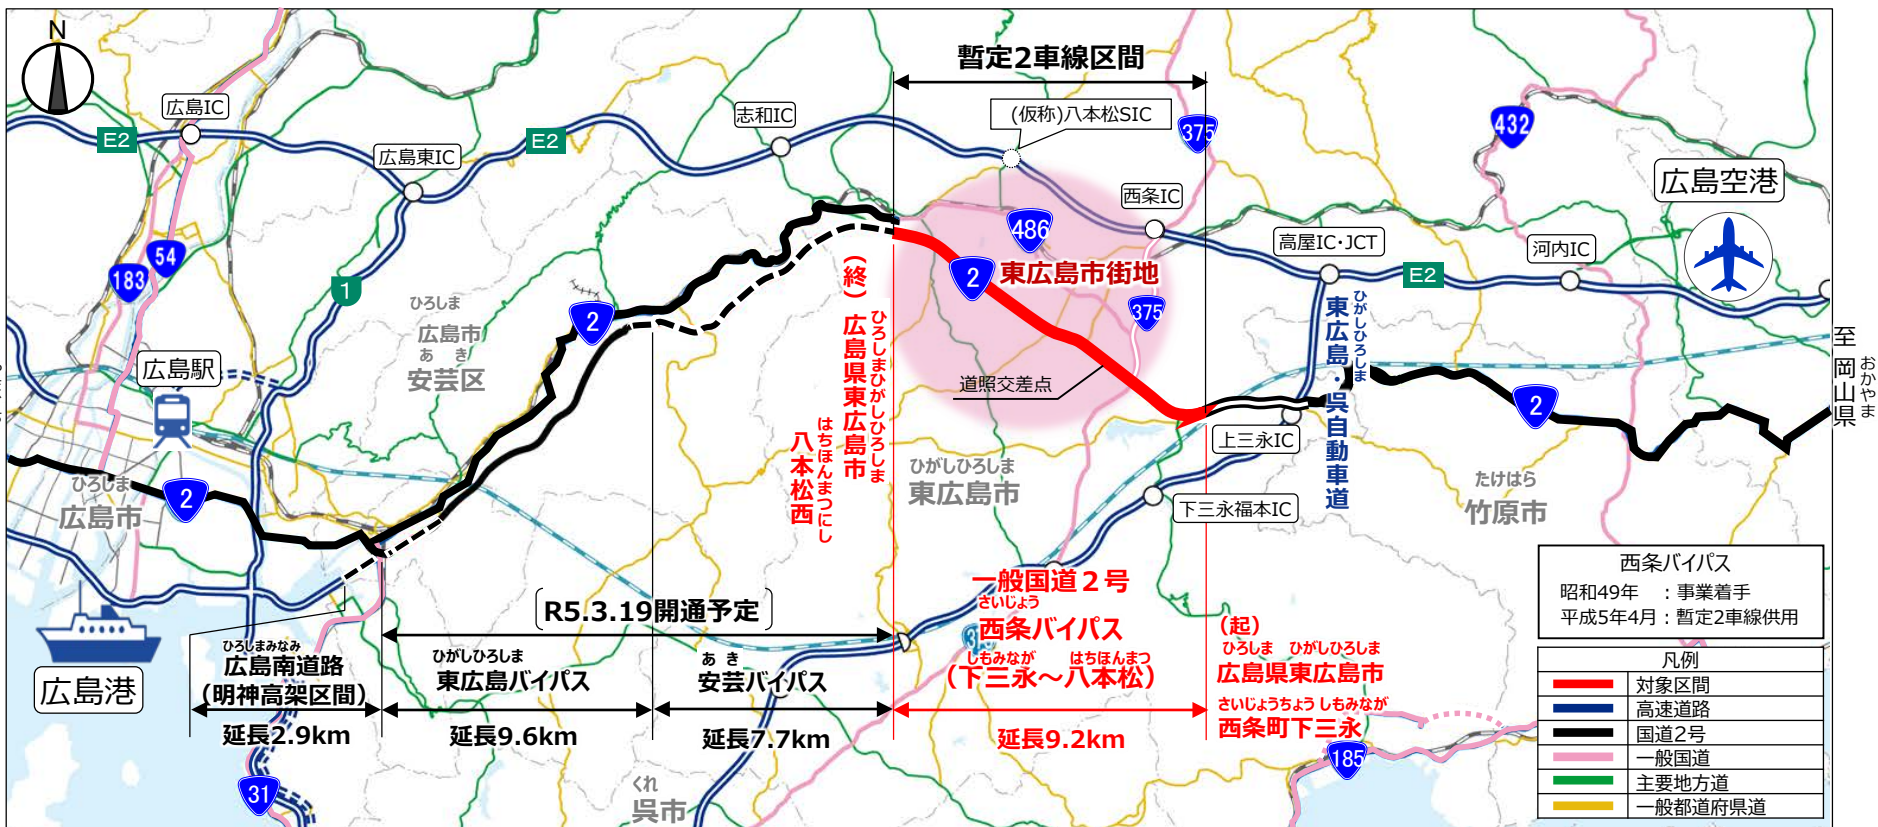 N
暫定2車線区間
広島IC
志和IC
(仮称)八本松SIC
E2
E2
広島東IC
375
432
広島空港
西条IC
486
54
183
高屋IC・JCT
河内IC
E2
2
東広島市街地
1
375
ひろしま
広島市
あき
安芸区
2
広島駅
(終)広島県東広島市
ひろしまひがしひろしま
八本松西
はちほんまつにし
東広島・呉自動車道
ひがしひろしま
至 岡山県
おかやま
道照交差点
2
上三永IC
ひろしま
広島市
2
ひがしひろしま
東広島市
下三永福本IC
たけはら
竹原市
西条バイパス
昭和49年 : 事業着手
平成5年4月 : 暫定2車線供用
R5.3.19開通予定
一般国道2号
さいじょう
西条バイパス
しもみなが はちほんまつ
(下三永~八本松)
延長9.2km
(起)
ひろしま ひがしひろしま
広島県東広島市
さいじょうちょう しもみなが
西条町下三永
広島港
ひろしまみなみ
広島南道路
(明神高架区間)
延長2.9km
ひがしひろしま
東広島バイパス
延長9.6km
あき
安芸バイパス
延長7.7km
31
くれ
呉市
185
凡例
対象区間
高速道路
国道2号
一般国道
主要地方道
一般都道府県道